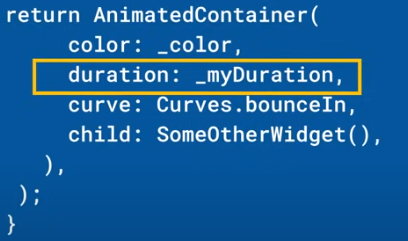 return AnimatedContainer(
color: _color,
duration: _myDuration,
curve: Curves.bounceIn,
child: SomeOtherWidget(),
),
);
}